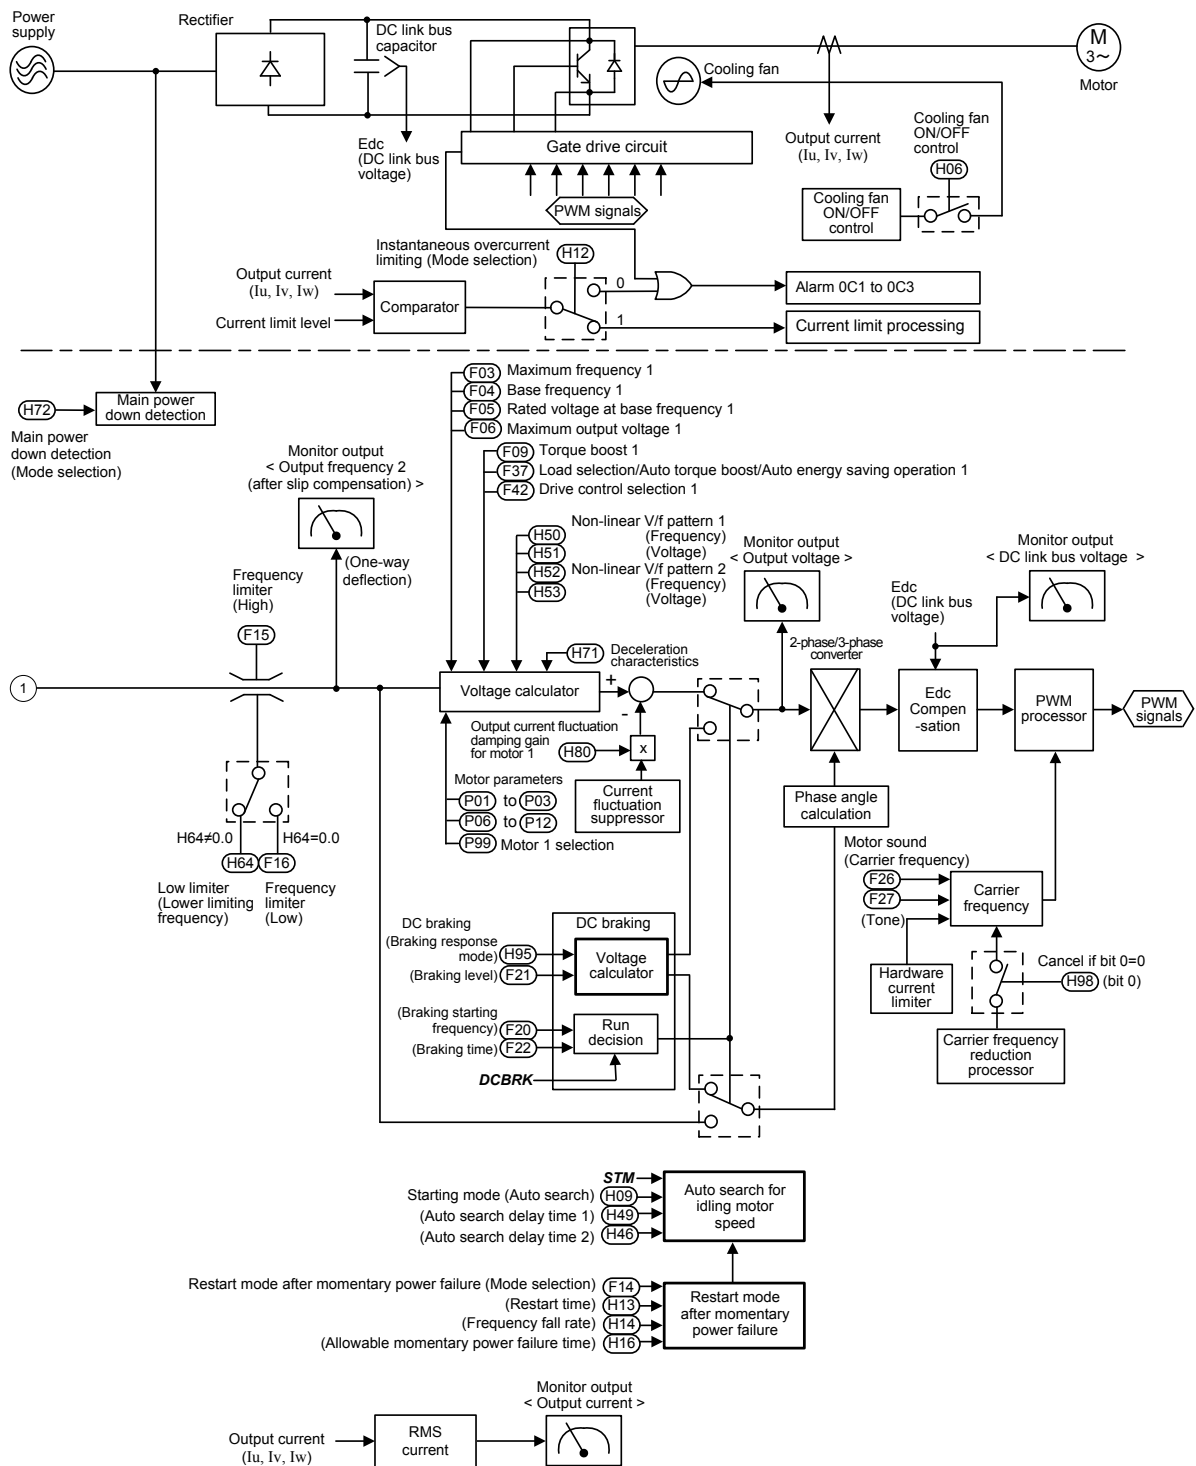 Power
supply
Rectifier
DC link bus
capacitor
M
3~
Motor
Cooling fan
Edc
(DC link bus
voltage)
Gate drive circuit
Output current
(Iu, Iv, Iw)
Cooling fan
ON/OFF
control
H06
PWM signals
Cooling fan
ON/OFF
control
Instantaneous overcurrent
limiting (Mode selection)
H12
Output current
(Iu, Iv, Iw)
Current limit level
Comparator
0
1
Alarm 0C1 to 0C3
Current limit processing
H72
Main power
down detection
Main power
down detection
(Mode selection)
F03 Maximum frequency 1
F04 Base frequency 1
F05 Rated voltage at base frequency 1
F06 Maximum output voltage 1
F09 Torque boost 1
F37 Load selection/Auto torque boost/Auto energy saving operation 1
F42 Drive control selection 1
Monitor output
< Output frequency 2
(after slip compensation) >
(One-way
deflection)
Non-linear V/f pattern 1
H50 (Frequency)
H51 (Voltage)
H52 Non-linear V/f pattern 2
(Frequency)
H53 (Voltage)
Monitor output
< Output voltage >
Monitor output
< DC link bus voltage >
Edc
(DC link bus
voltage)
Frequency
limiter
(High)
F15
H71 Deceleration
characteristics
2-phase/3-phase
converter
1
Voltage calculator
+
-
Edc
Compen
-sation
PWM
processor
PWM
signals
Output current fluctuation
damping gain
for motor 1
H80
x
Current
fluctuation
suppressor
Phase angle
calculation
Motor parameters
P01 to P03
P06 to P12
P99 Motor 1 selection
H64≠0.0
H64=0.0
H64
F16
Low limiter
(Lower limiting
frequency)
Frequency
limiter
(Low)
Motor sound
(Carrier frequency)
F26
F27
(Tone)
Carrier
frequency
Hardware
current
limiter
Cancel if bit 0=0
H98 (bit 0)
Carrier frequency
reduction
processor
DC braking
(Braking response
mode) H95
(Braking level) F21
DC braking
Voltage
calculator
(Braking starting
frequency) F20
(Braking time) F22
Run
decision
DCBRK
STM
Starting mode (Auto search) H09
(Auto search delay time 1) H49
(Auto search delay time 2) H46
Auto search for
idling motor
speed
Restart mode after momentary power failure (Mode selection) F14
(Restart time) H13
(Frequency fall rate) H14
(Allowable momentary power failure time) H16
Restart mode
after momentary
power failure
Monitor output
< Output current >
Output current
(Iu, Iv, Iw)
RMS
current